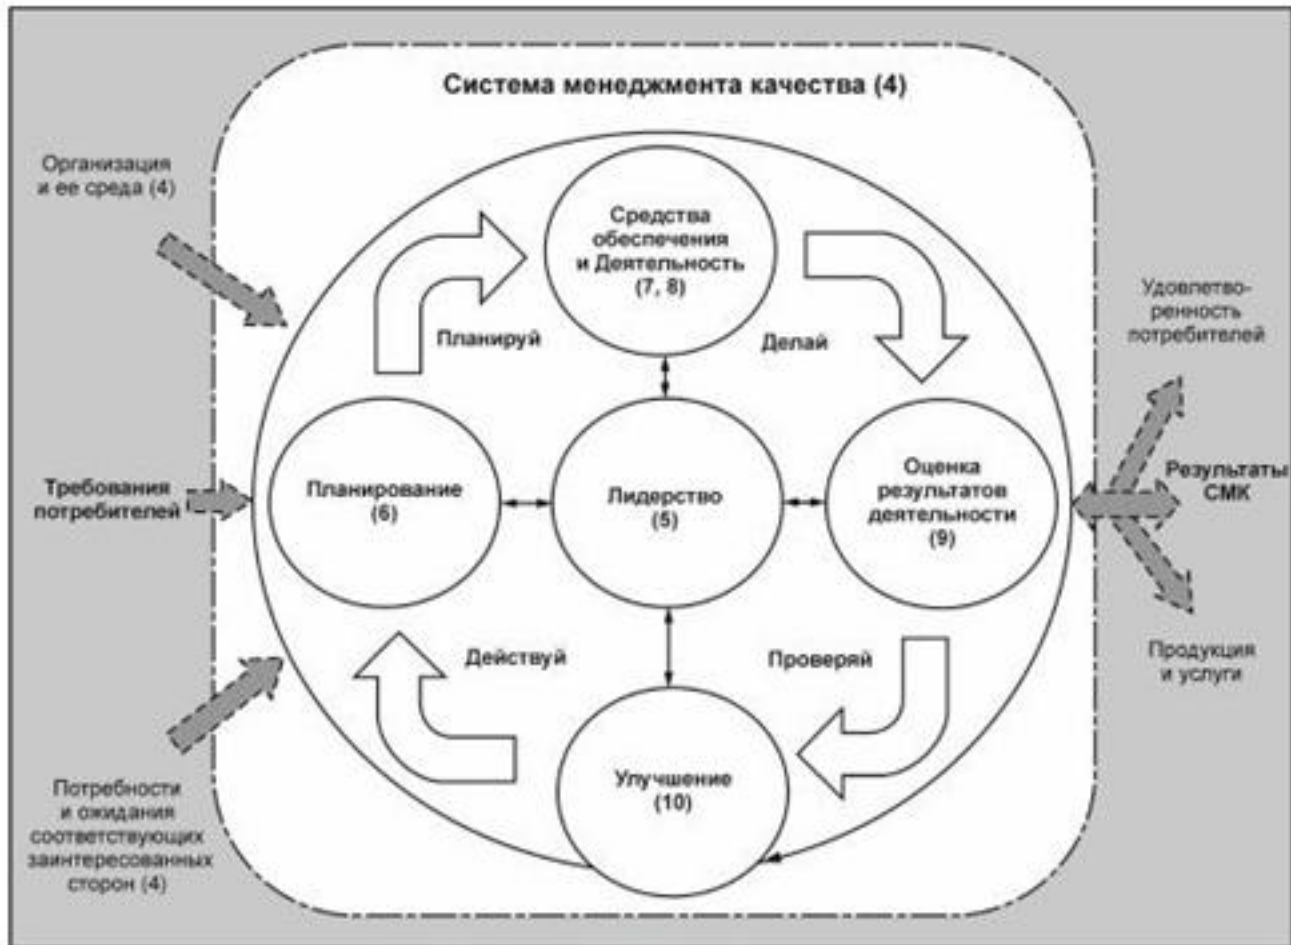 Система менеджмента качества (4)
Организация
и ее среда (4)
Средства
обеспечения
и Деятельность
(7, 8)
Планируй
Делай
Удовлетво-
ренность
потребителей
Требования
потребителей
Планирование
(6)
Лидерство
(5)
Оценка
результатов
деятельности
(9)
Результаты
СМК
Действуй
Проверяй
Продукция
и услуги
Улучшение
(10)
Потребности
и ожидания
соответствующих
заинтересованных
сторон (4)